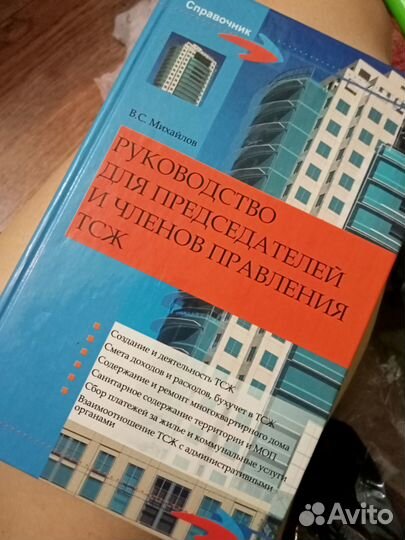 Справочник
В.С. Михайлов
РУКОВОДСТВО
ДЛЯ ПРЕДСЕДАТЕЛЕЙ
И ЧЛЕНОВ ПРАВЛЕНИЯ
ТСЖ
Создание и деятельность ТСЖ
Смета доходов и расходов, бухучет в ТСЖ
Содержание и ремонт многоквартирного дома
Санитарное содержание территории и МОП
Сбор платежей за жилье и коммунальные услуги
Взаимоотношение ТСЖ с административными
органами
Avito